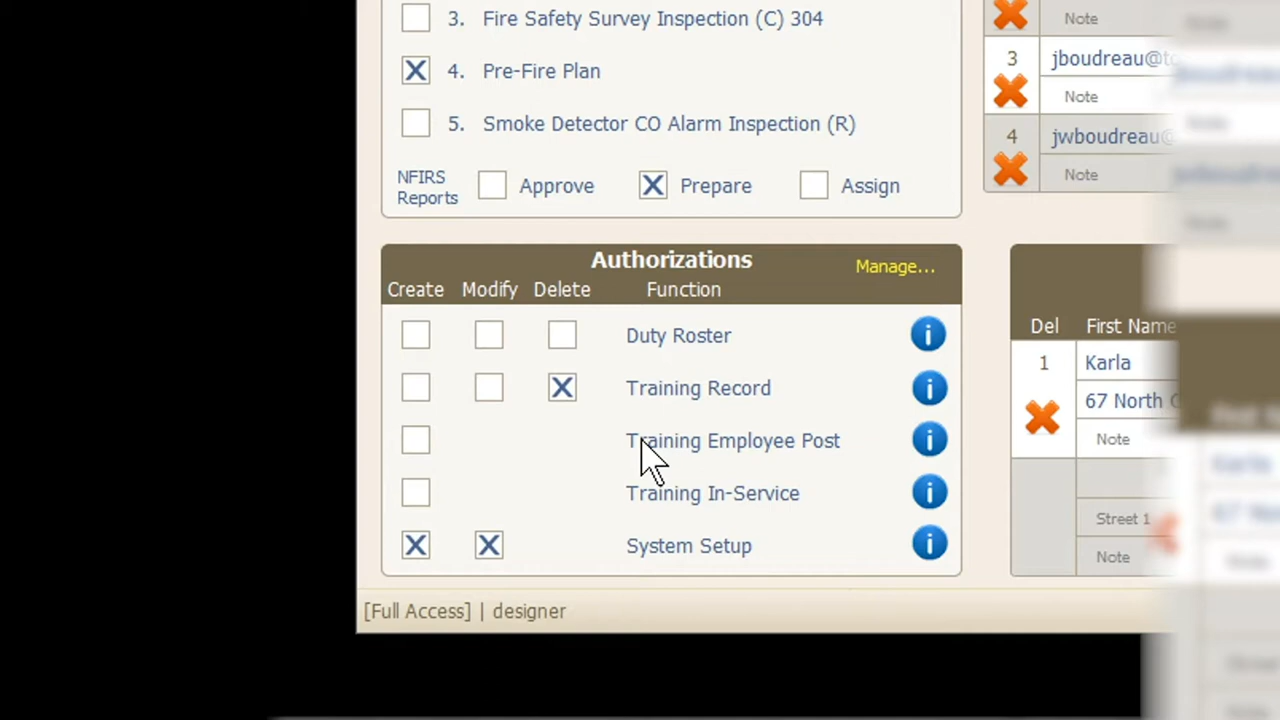 3. Fire Safety Survey Inspection (C) 304
4. Pre-Fire Plan
5. Smoke Detector CO Alarm Inspection (R)
NFIRS Reports Approve Prepare Assign
Note
3 jboudreau@
Note
4 jwboudreau@
Note
Authorizations Manage...
Create Modify Delete Function
Duty Roster
Training Record
Training Employee Post
Training In-Service
System Setup
Del First Name
1 Karla
67 North
Note
Street 1
Note
[Full Access] | designer